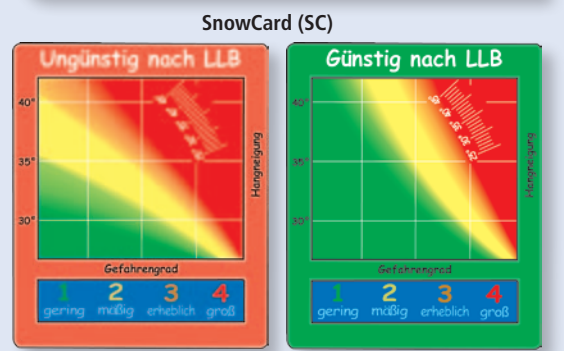 SnowCard (SC)
Ungünstig nach LLB
40°
35°
30°
Hangneigung
Gefahrengrad
1 2 3 4
gering mäßig erheblich groß
Günstig nach LLB
40°
35°
30°
Hangneigung
Gefahrengrad
1 2 3 4
gering mäßig erheblich groß